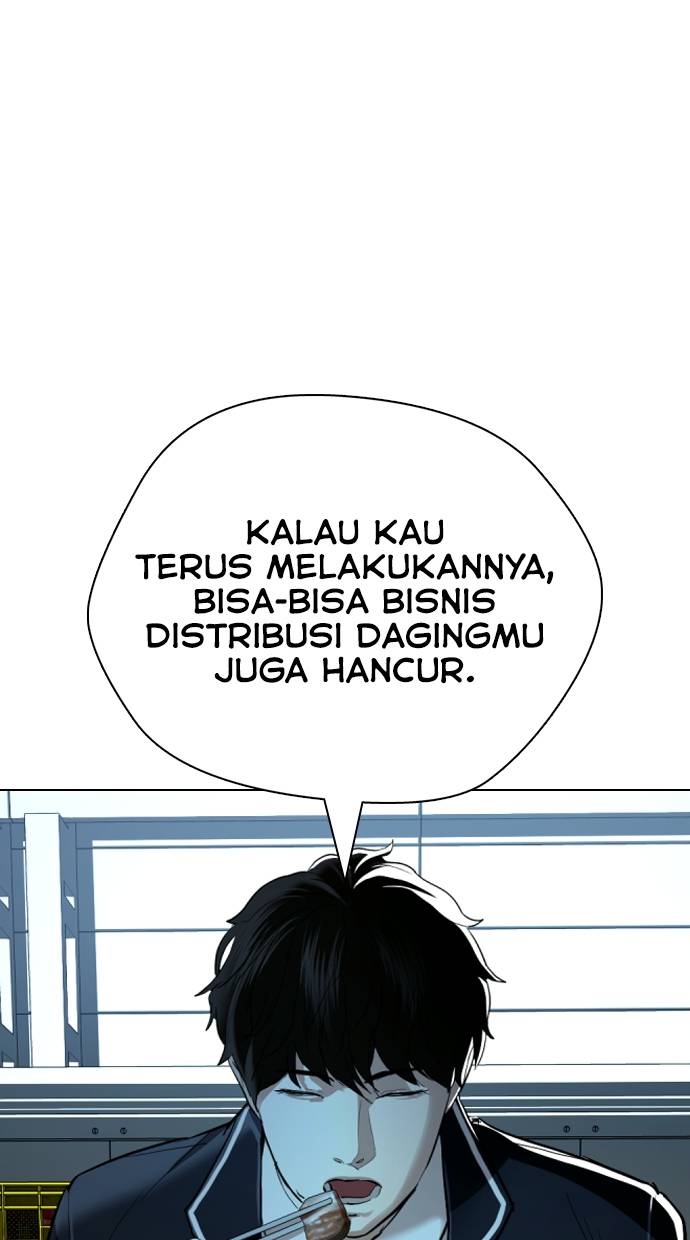 KALAU KAU
TERUS MELAKUKANNYA,
BISA-BISA BISNIS
DISTRIBUSI DAGINGMU
JUGA HANCUR.